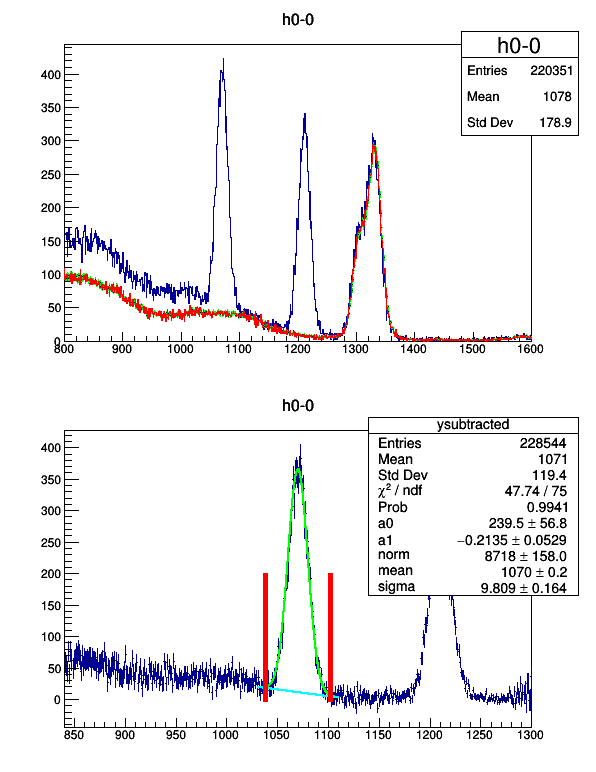 h0-0
h0-0
Entries 220351
Mean 1078
Std Dev 178.9
400
350
300
250
200
150
100
50
0
800 900 1000 1100 1200 1300 1400 1500 1600
h0-0
ysubtracted
Entries 228544
Mean 1071
Std Dev 119.4
χ² / ndf 47.74 / 75
Prob 0.9941
a0 239.5 ± 56.8
a1 −0.2135 ± 0.0529
norm 8718 ± 158.0
mean 1070 ± 0.2
sigma 9.809 ± 0.164
400
350
300
250
200
150
100
50
0
850 900 950 1000 1050 1100 1150 1200 1250 1300